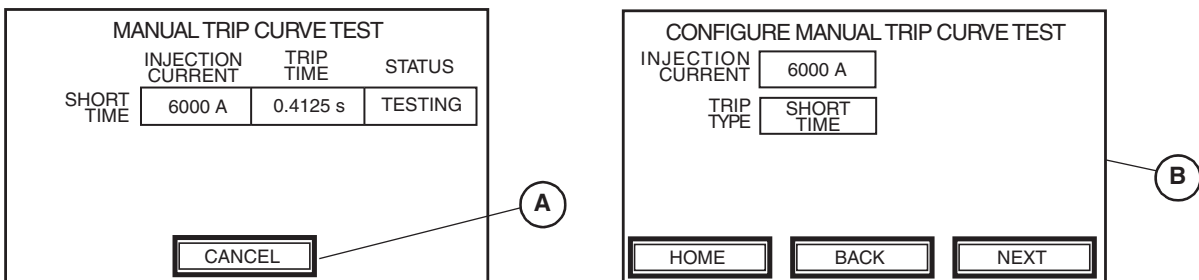 MANUAL TRIP CURVE TEST
INJECTION CURRENT
TRIP TIME
STATUS
SHORT TIME
6000 A
0.4125 s
TESTING
CANCEL
A
CONFIGURE MANUAL TRIP CURVE TEST
INJECTION CURRENT
6000 A
TRIP TYPE
SHORT TIME
HOME
BACK
NEXT
B